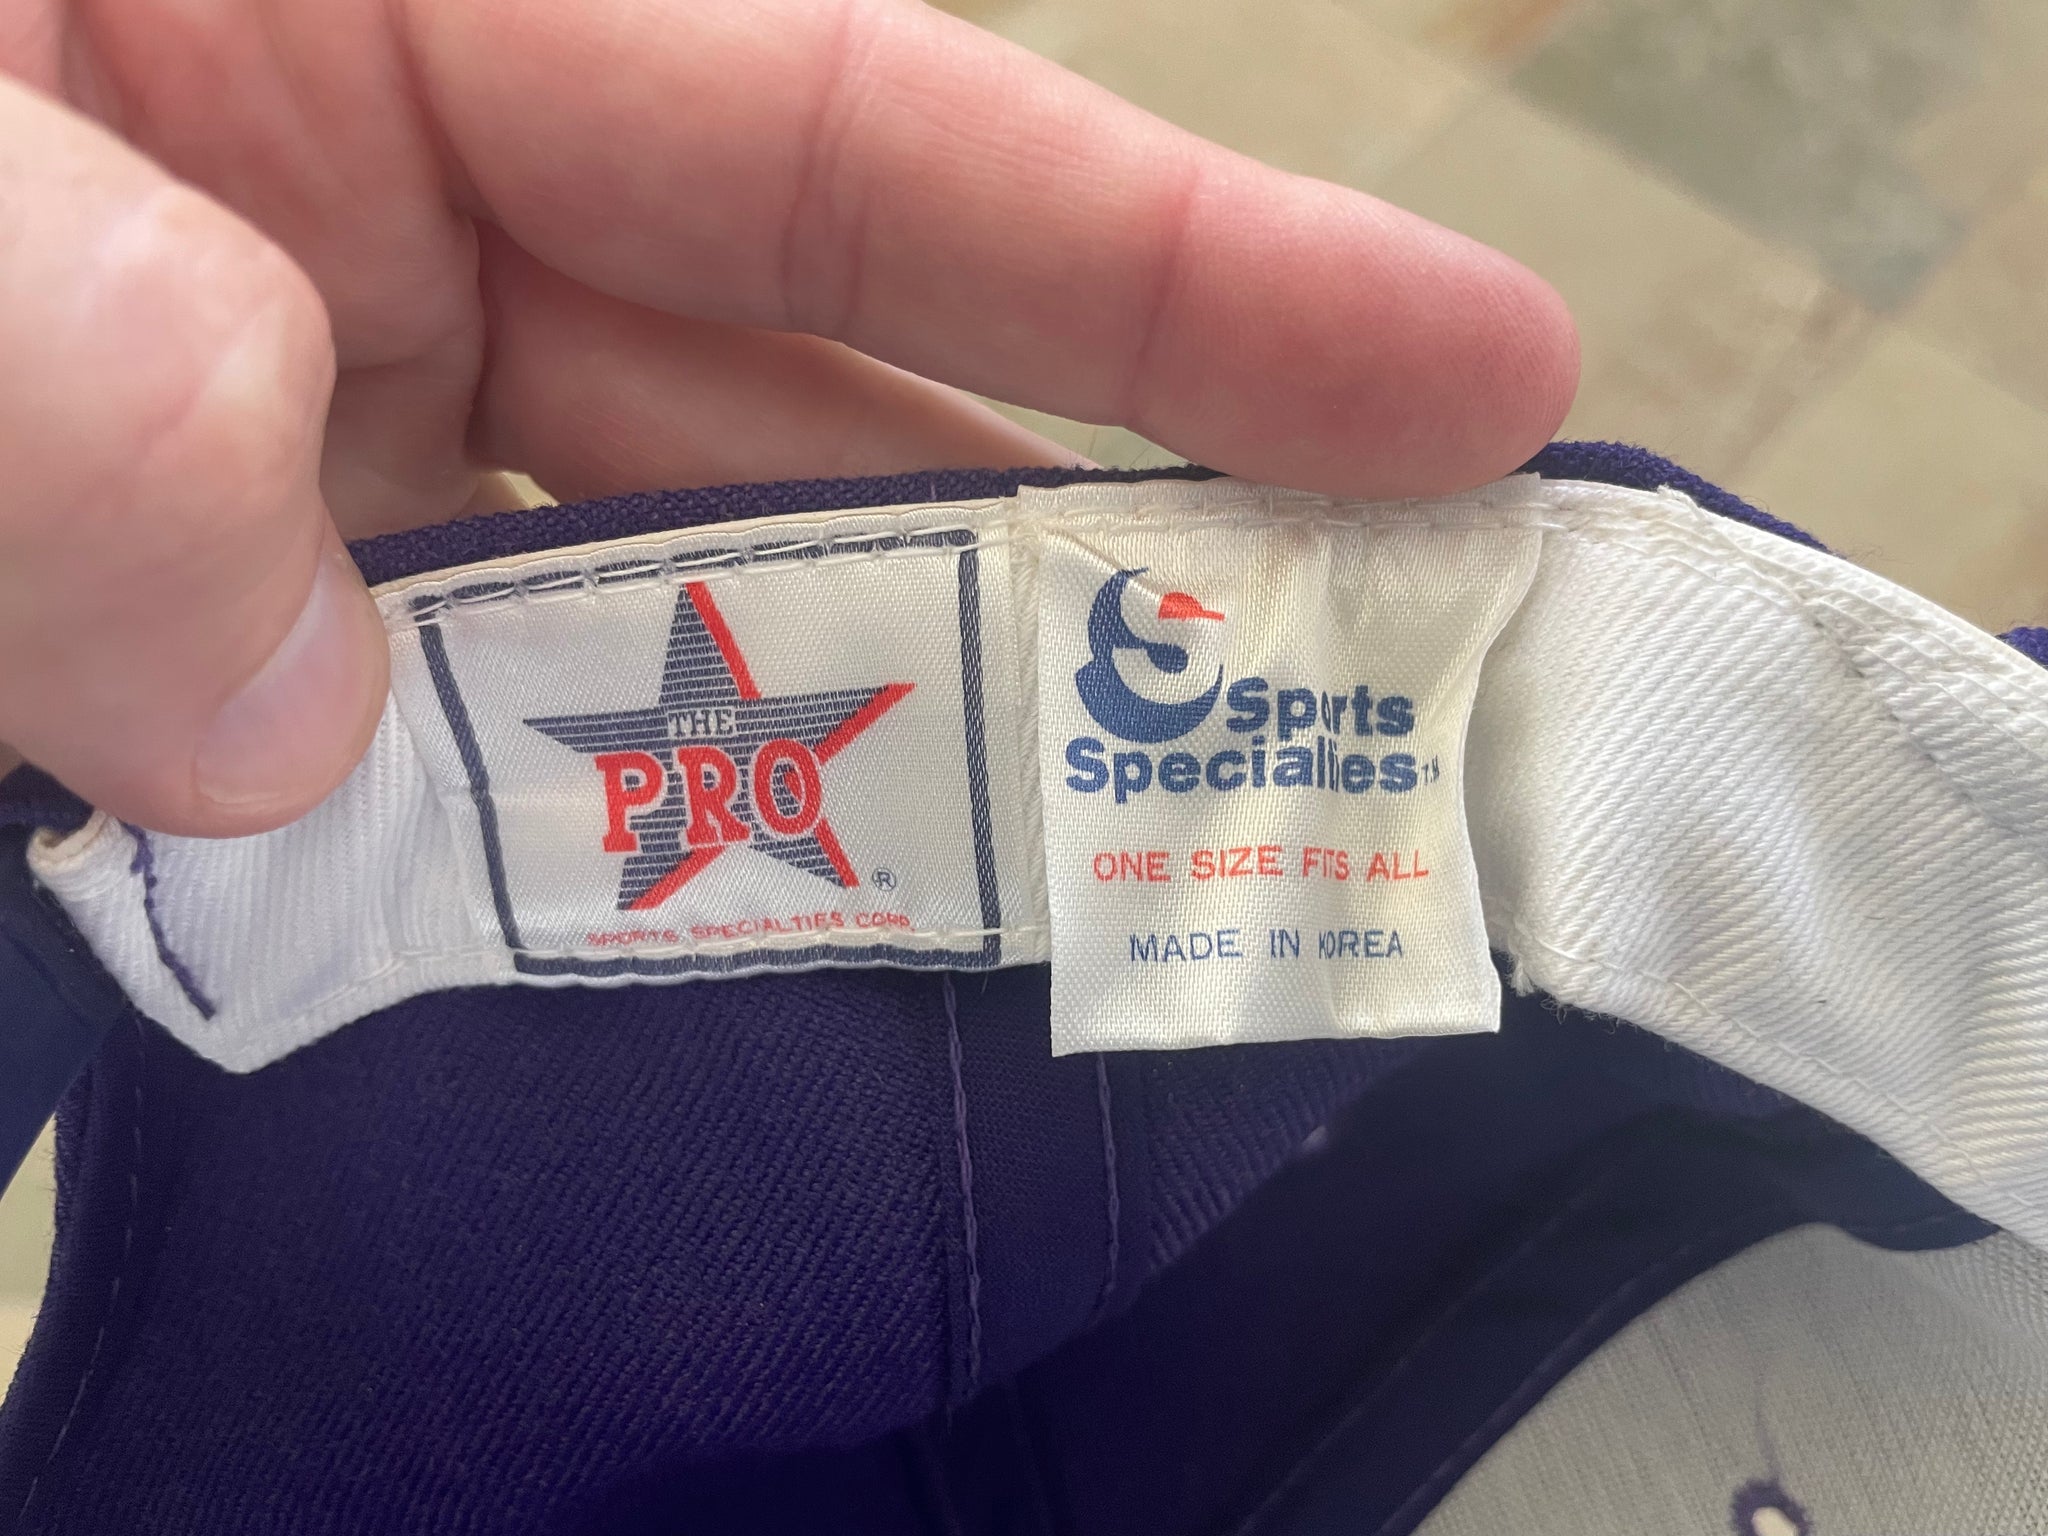 THE
PRO
®
SPORTS SPECIALTIES CORP.
Sports
Specialties T.M
ONE SIZE FITS ALL
MADE IN KOREA